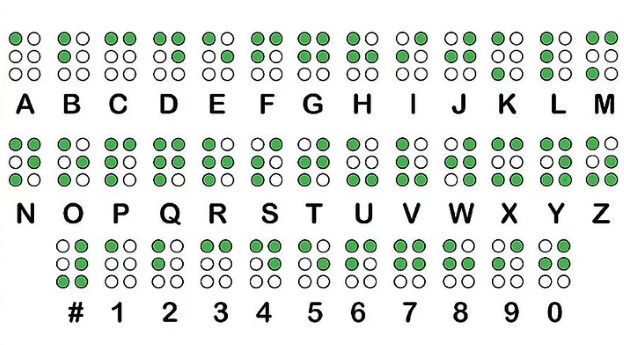 A B C D E F G H I J K L M
N O P Q R S T U V W X Y Z
# 1 2 3 4 5 6 7 8 9 0